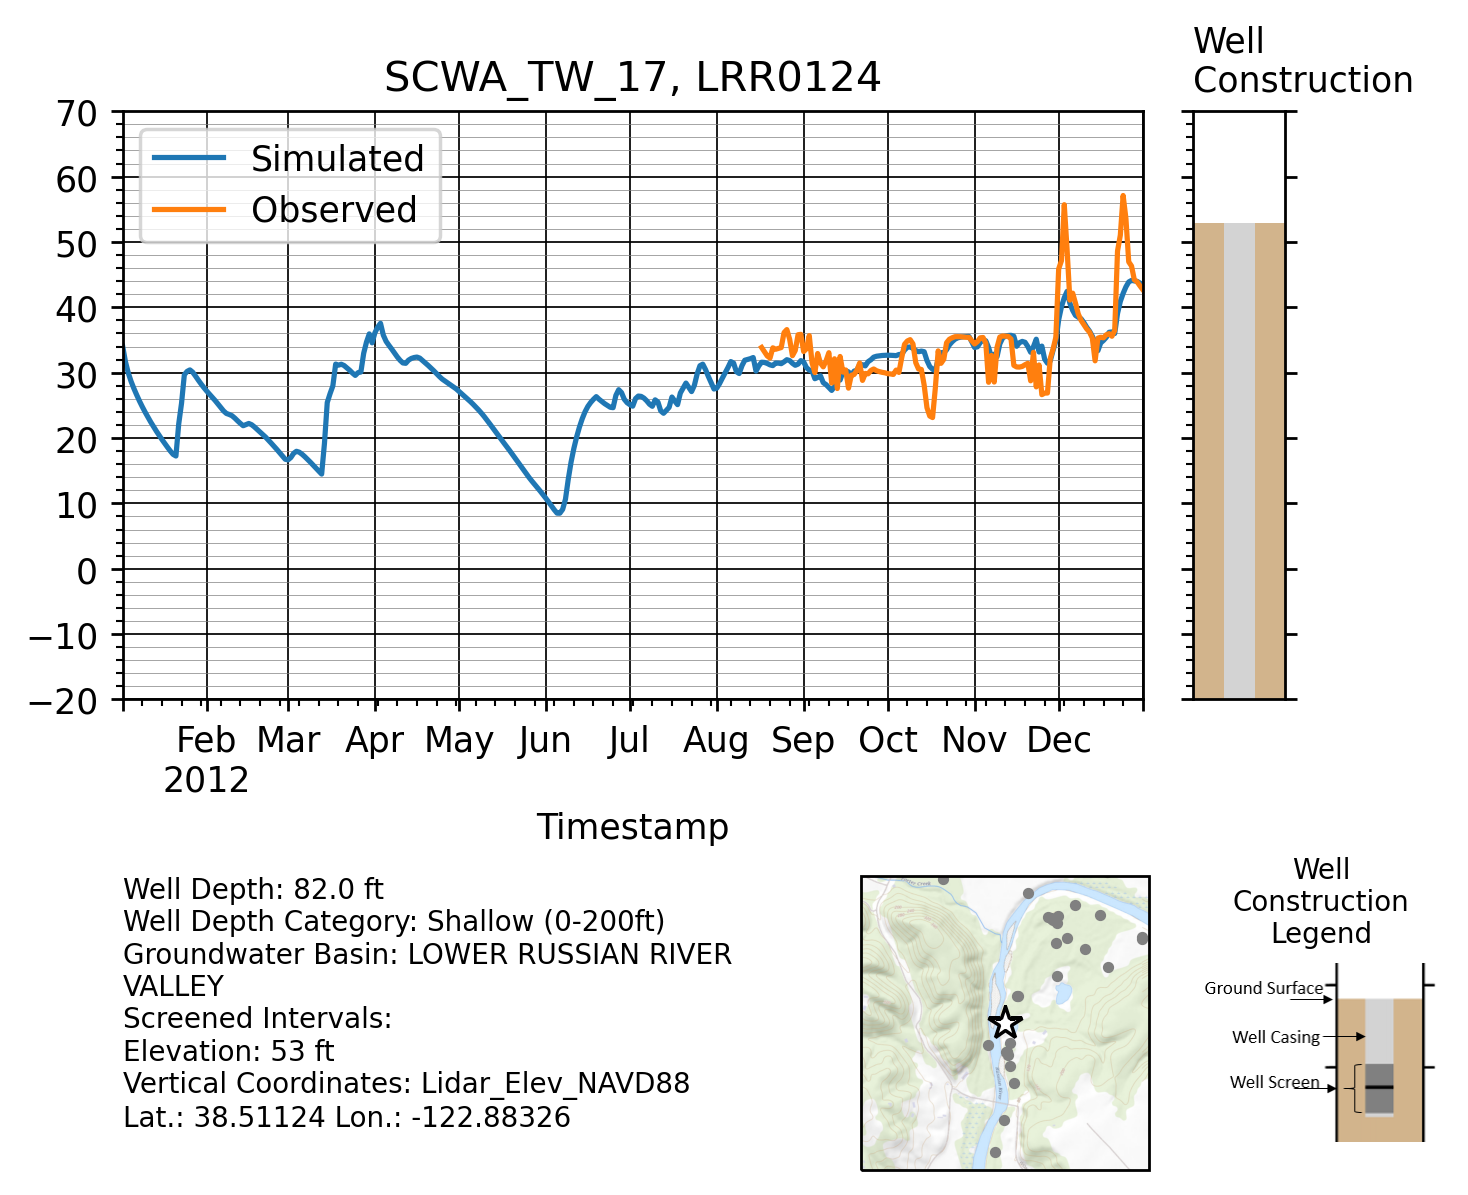 Well
Construction
SCWA_TW_17, LRR0124
70
60
50
40
30
20
10
0
−10
−20
Simulated
Observed
Feb Mar Apr May Jun Jul Aug Sep Oct Nov Dec
2012
Timestamp
Well Depth: 82.0 ft
Well Depth Category: Shallow (0-200ft)
Groundwater Basin: LOWER RUSSIAN RIVER
VALLEY
Screened Intervals:
Elevation: 53 ft
Vertical Coordinates: Lidar_Elev_NAVD88
Lat.: 38.51124 Lon.: -122.88326
Well
Construction
Legend
Ground Surface
Well Casing
Well Screen